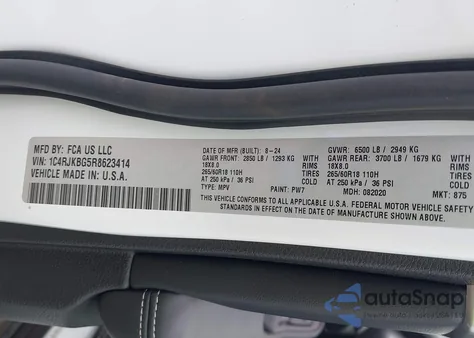 MFD BY: FCA US LLC
VIN: 1C4RJKBG5R8623414
VEHICLE MADE IN: U.S.A.
DATE OF MFR (BUILT): 8-24 GVWR: 6500 LB / 2949 KG
GAWR FRONT: 2850 LB / 1293 KG WITH GAWR REAR: 3700 LB / 1679 KG WITH
18X8.0 RIMS 18X8.0 RIMS
265/60R18 110H TIRES 265/60R18 110H TIRES
AT 250 kPa / 36 PSI COLD AT 250 kPa / 36 PSI COLD
TYPE: MPV PAINT: PW7 MDH: 082020 MKT: 875
THIS VEHICLE CONFORMS TO ALL APPLICABLE U.S.A. FEDERAL MOTOR VEHICLE SAFETY
STANDARDS IN EFFECT ON THE DATE OF MANUFACTURE SHOWN ABOVE.
autoSnap